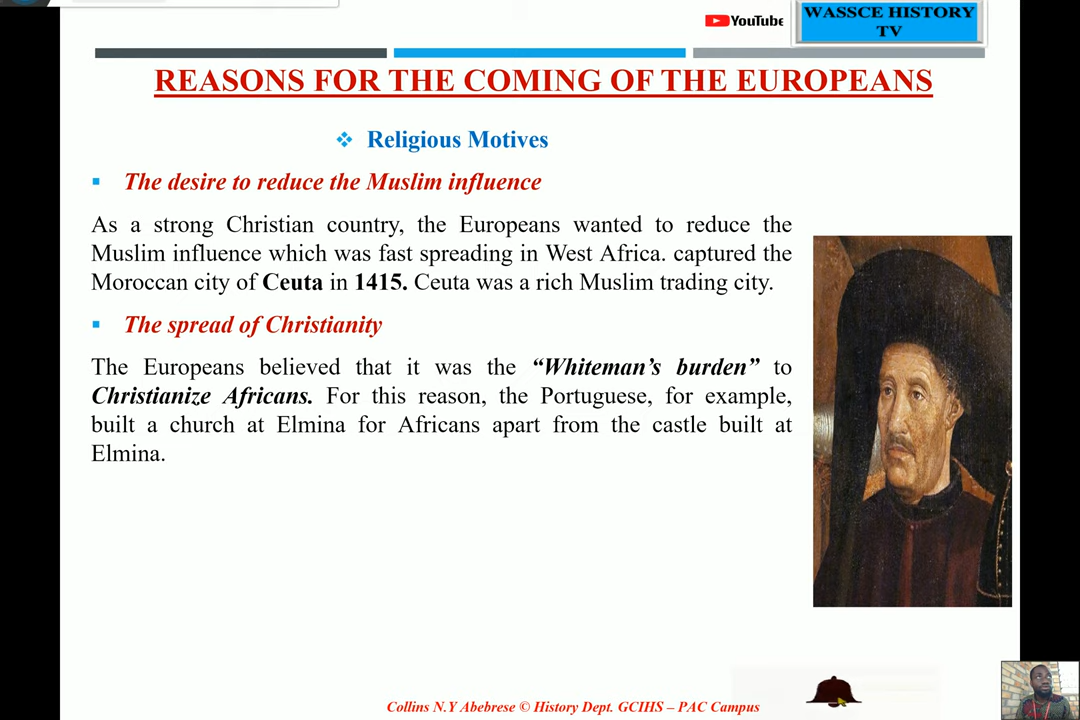 YouTube
WASSCE HISTORY
TV
REASONS FOR THE COMING OF THE EUROPEANS
Religious Motives
The desire to reduce the Muslim influence
As a strong Christian country, the Europeans wanted to reduce the
Muslim influence which was fast spreading in West Africa. captured the
Moroccan city of Ceuta in 1415. Ceuta was a rich Muslim trading city.
The spread of Christianity
The Europeans believed that it was the “Whiteman’s burden” to
Christianize Africans. For this reason, the Portuguese, for example,
built a church at Elmina for Africans apart from the castle built at
Elmina.
Collins N.Y Abebrese © History Dept. GCIHS – PAC Campus